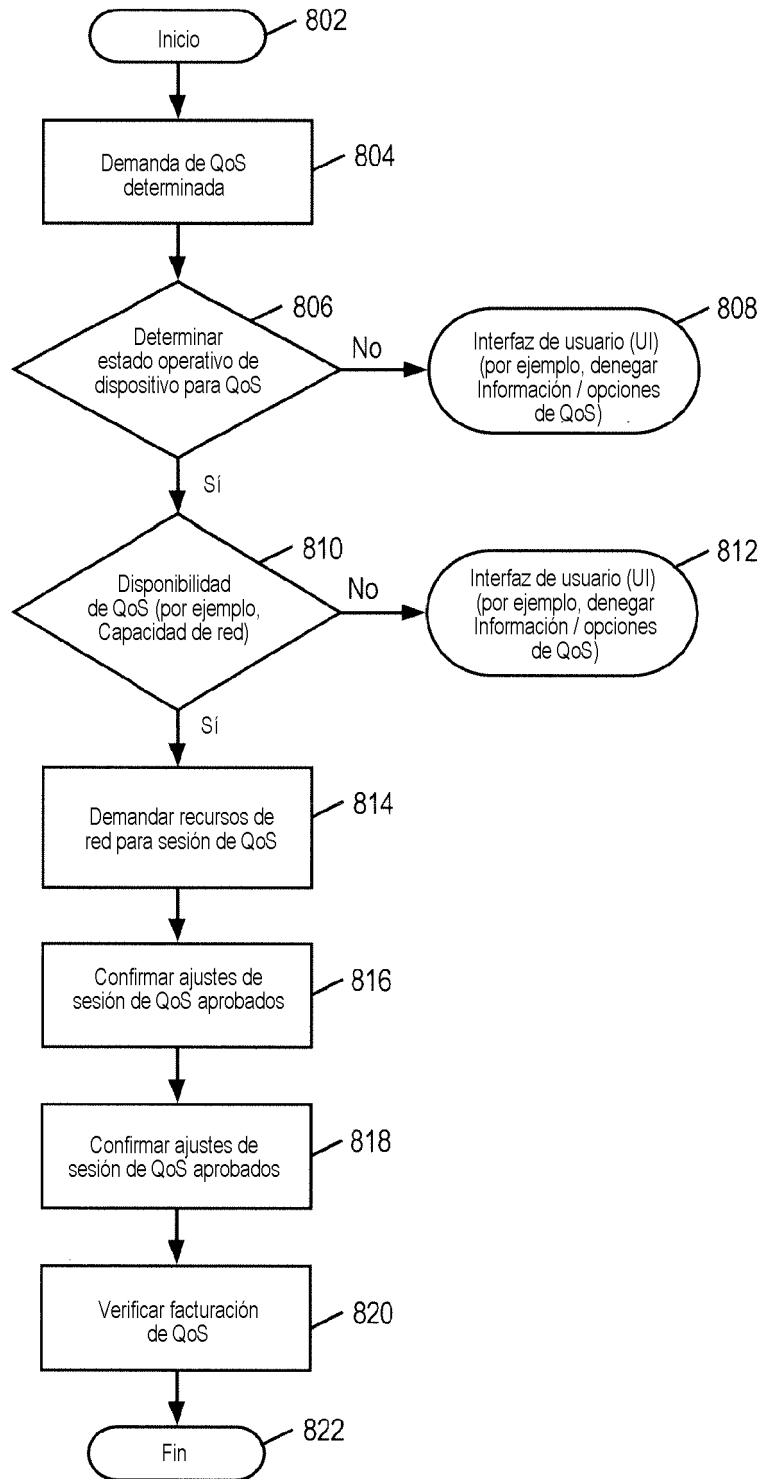 Inicio
802
Demanda de QoS
determinada
804
Determinar
estado operativo de
dispositivo para QoS
806
No
Interfaz de usuario (UI)
(por ejemplo, denegar
Información / opciones
de QoS)
808
Sí
Disponibilidad
de QoS (por ejemplo,
Capacidad de red)
810
No
Interfaz de usuario (UI)
(por ejemplo, denegar
Información / opciones
de QoS)
812
Sí
Demandar recursos de
red para sesión de QoS
814
Confirmar ajustes de
sesión de QoS aprobados
816
Confirmar ajustes de
sesión de QoS aprobados
818
Verificar facturación
de QoS
820
Fin
822